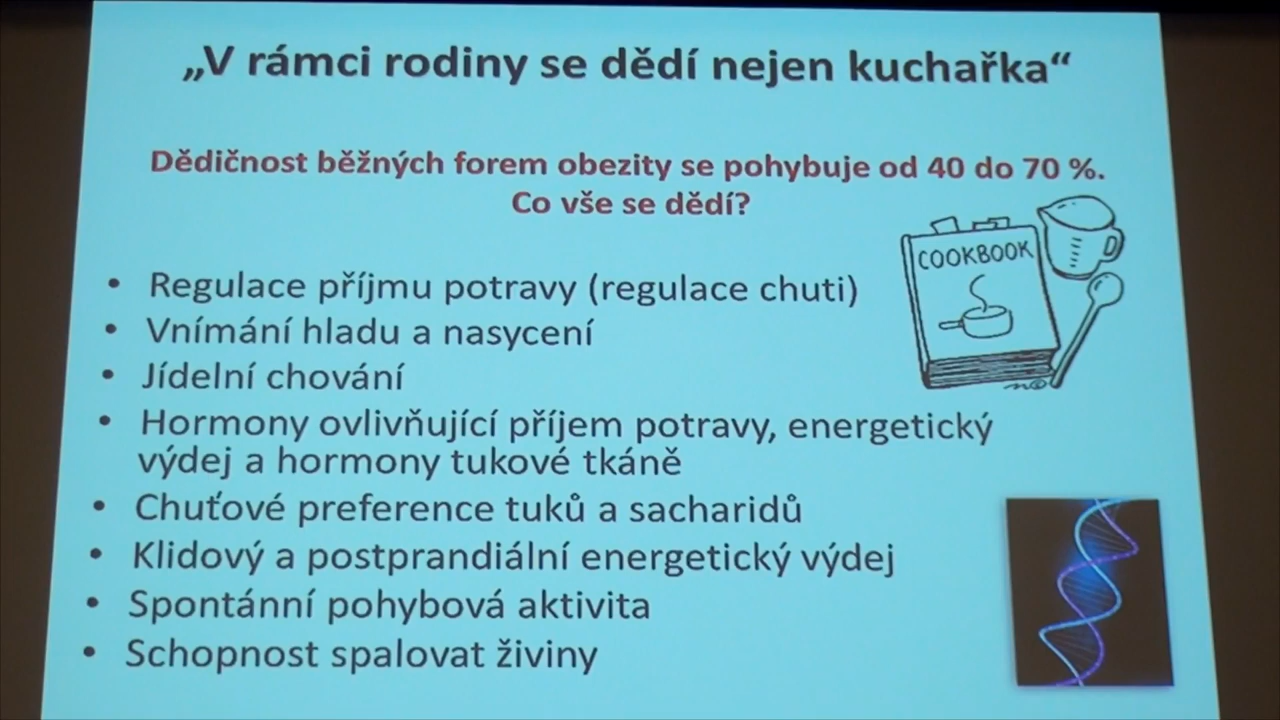 „V rámci rodiny se dědí nejen kuchařka“
Dědičnost běžných forem obezity se pohybuje od 40 do 70 %.
Co vše se dědí?
COOKBOOK
• Regulace příjmu potravy (regulace chuti)
• Vnímání hladu a nasycení
• Jídelní chování
• Hormony ovlivňující příjem potravy, energetický
výdej a hormony tukové tkáně
• Chuťové preference tuků a sacharidů
• Klidový a postprandiální energetický výdej
• Spontánní pohybová aktivita
• Schopnost spalovat živiny